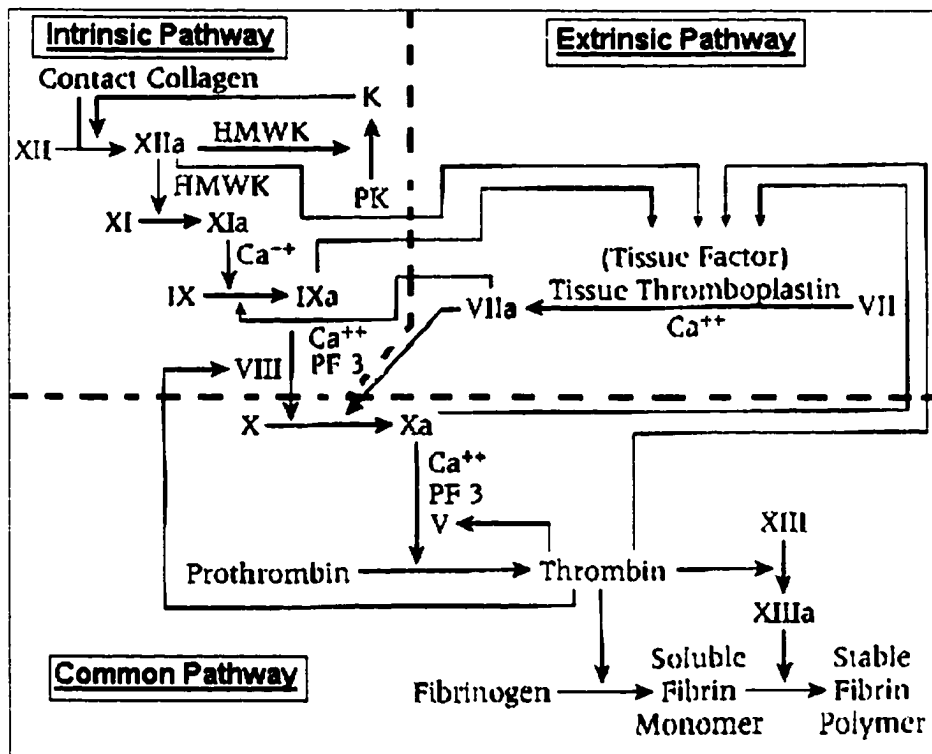 Intrinsic Pathway
Extrinsic Pathway
Contact Collagen
K
XII
XIIa
HMWK
HMWK
PK
XI
XIa
Ca++
(Tissue Factor)
IX
IXa
Tissue Thromboplastin
VIIa
VII
Ca++
Ca++
PF 3
VIII
X
Xa
Ca++
PF 3
V
XIII
Prothrombin
Thrombin
XIIIa
Common Pathway
Fibrinogen
Soluble
Fibrin
Monomer
Stable
Fibrin
Polymer